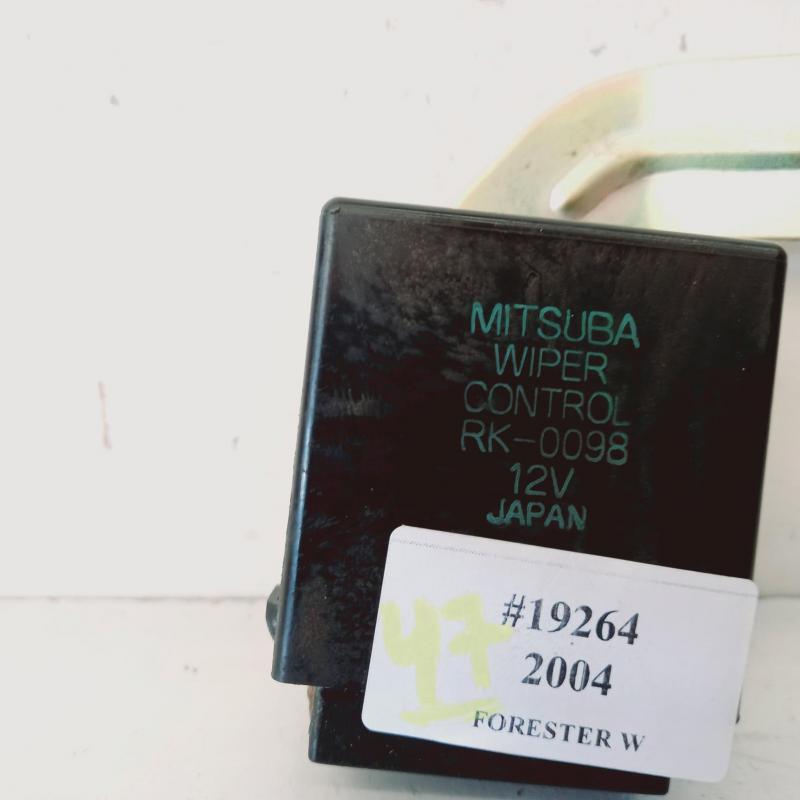 MITSUBA
WIPER
CONTROL
RK-0098
12V
JAPAN
#19264
47
2004
FORESTER W